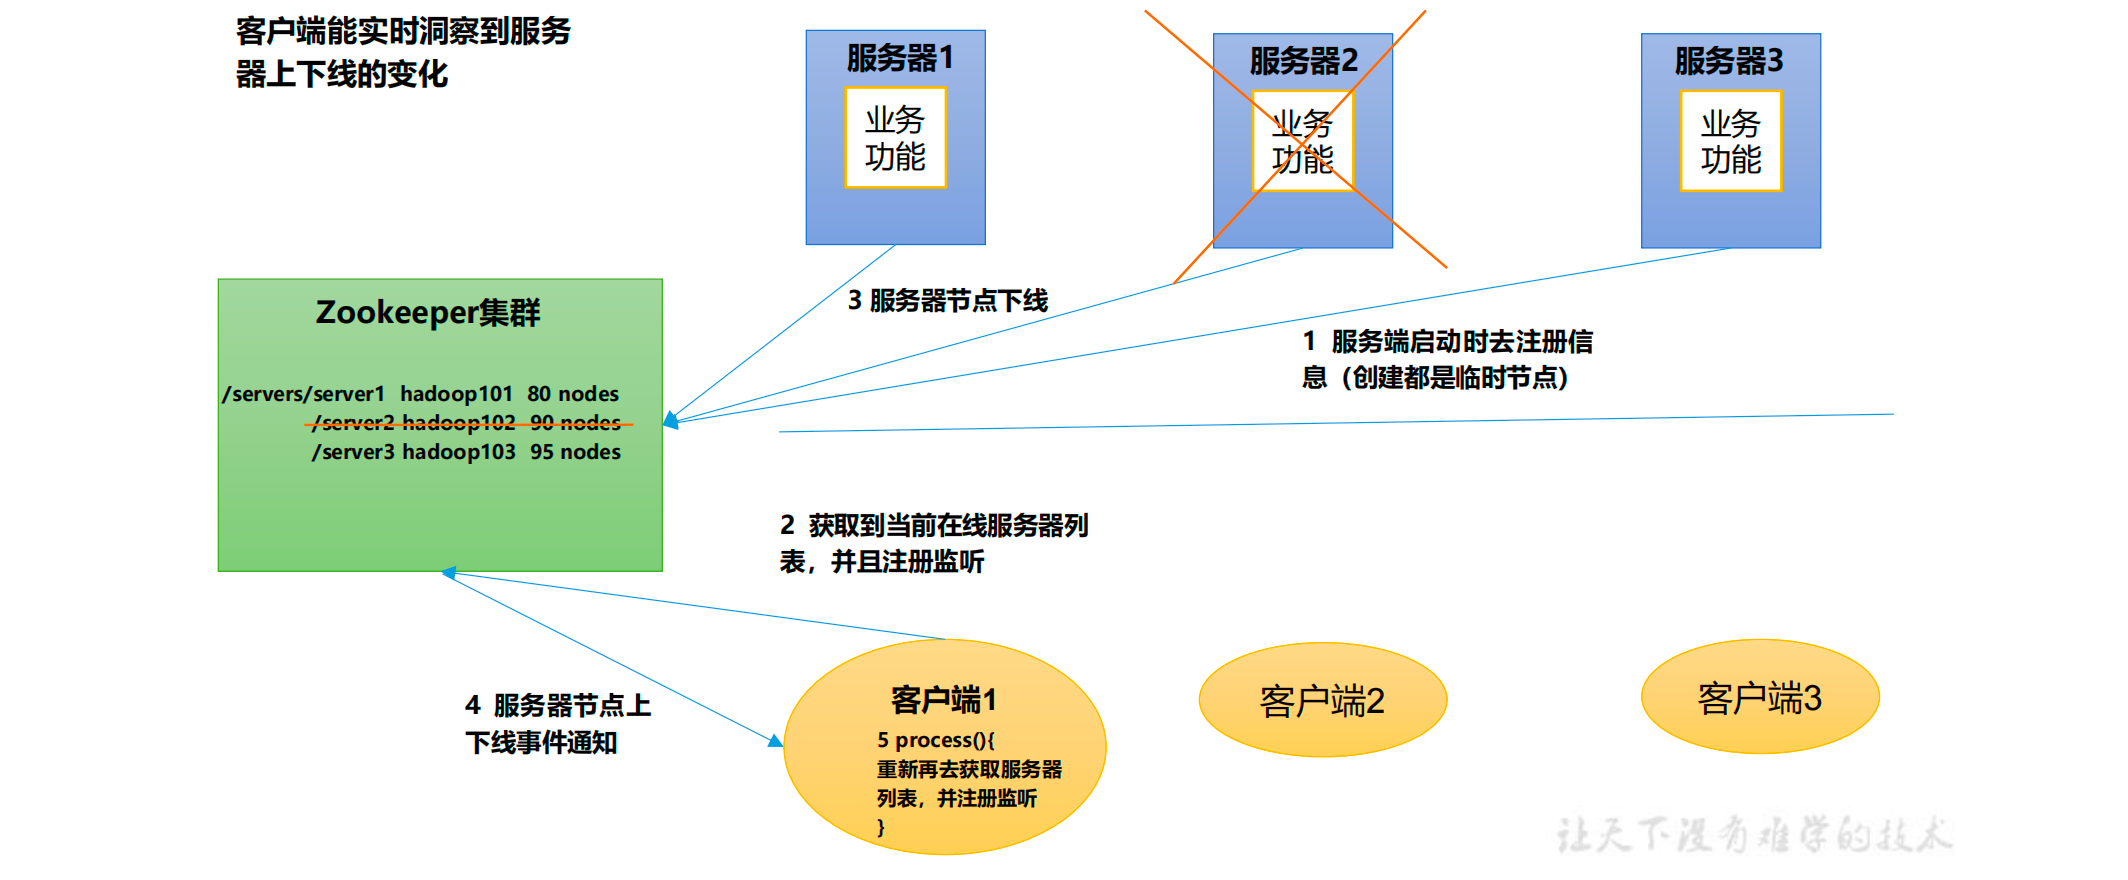 客户端能实时洞察到服务
器上下线的变化
服务器1
业务
功能
服务器2
业务
功能
服务器3
业务
功能
3 服务器节点下线
1 服务端启动时去注册信
息（创建都是临时节点）
Zookeeper集群
/servers/server1 hadoop101 80 nodes
/server2 hadoop102 90 nodes
/server3 hadoop103 95 nodes
2 获取到当前在线服务器列
表，并且注册监听
4 服务器节点上
下线事件通知
客户端1
5 process(){
重新再去获取服务器
列表，并注册监听
}
客户端2
客户端3
让天下没有难学的技术